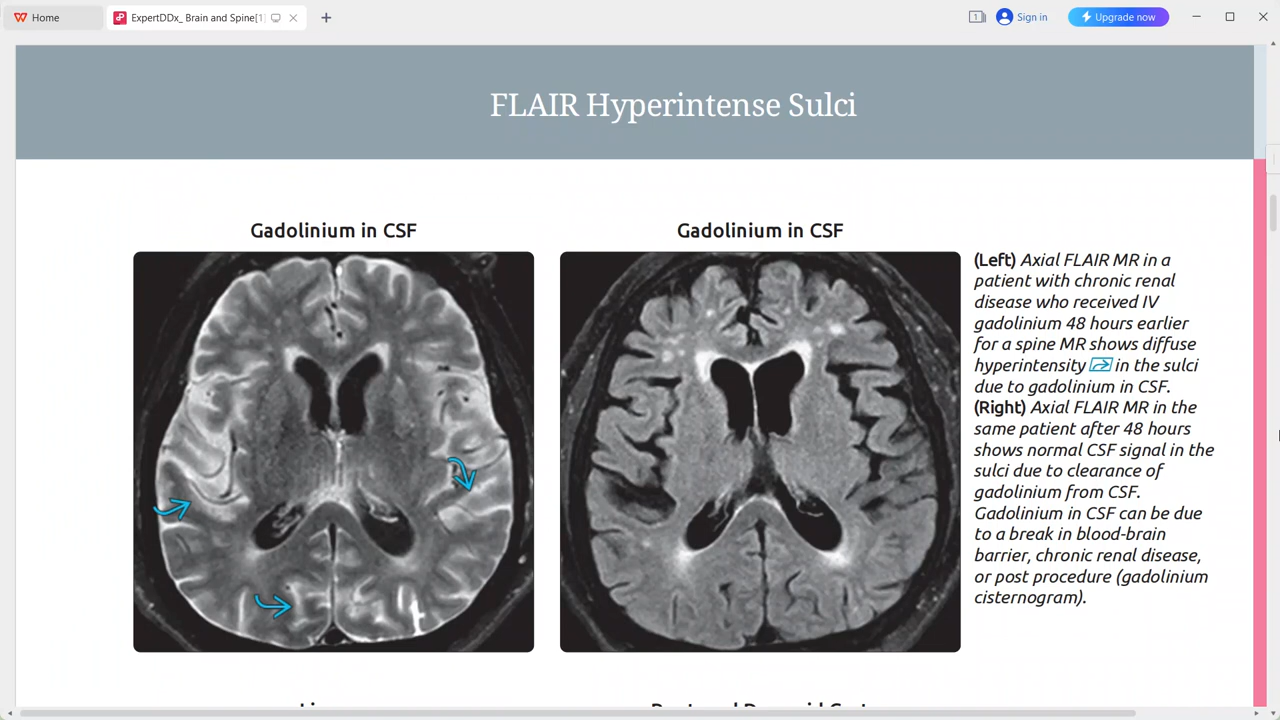 Home
ExpertDDx_ Brain and Spine[1]
1
Sign in
Upgrade now
FLAIR Hyperintense Sulci
Gadolinium in CSF
Gadolinium in CSF
(Left) Axial FLAIR MR in a
patient with chronic renal
disease who received IV
gadolinium 48 hours earlier
for a spine MR shows diffuse
hyperintensity in the sulci
due to gadolinium in CSF.
(Right) Axial FLAIR MR in the
same patient after 48 hours
shows normal CSF signal in the
sulci due to clearance of
gadolinium from CSF.
Gadolinium in CSF can be due
to a break in blood-brain
barrier, chronic renal disease,
or post procedure (gadolinium
cisternogram).